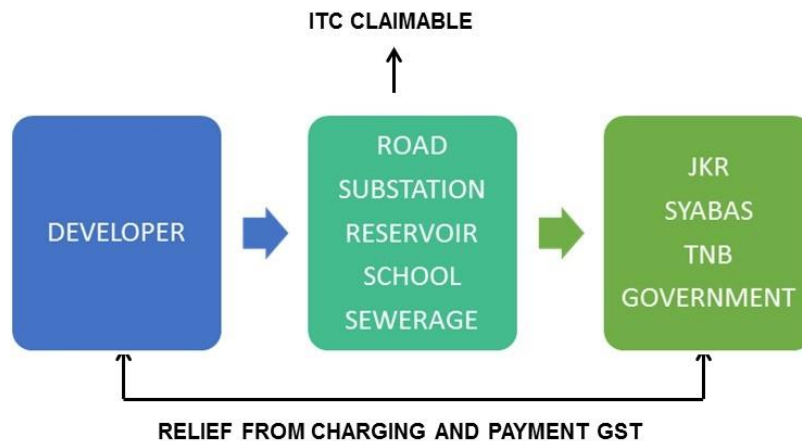 ITC CLAIMABLE
DEVELOPER
ROAD
SUBSTATION
RESERVOIR
SCHOOL
SEWERAGE
JKR
SYABAS
TNB
GOVERNMENT
RELIEF FROM CHARGING AND PAYMENT GST